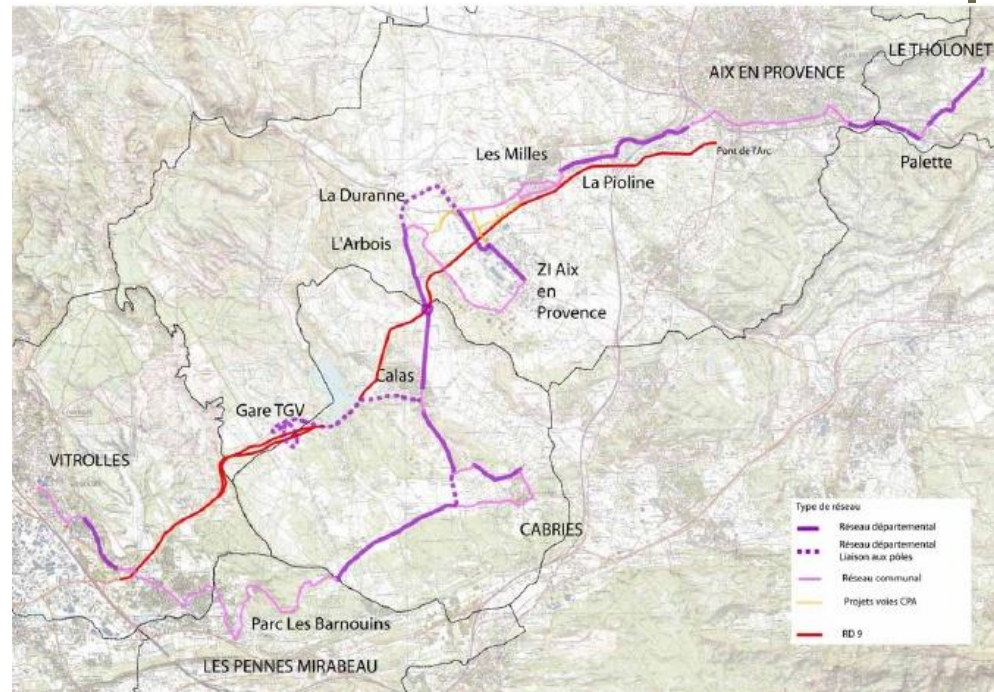 LE THOLONET
AIX EN PROVENCE
Les Milles
Pont de l'Arc
La Pioline
Palette
La Duranne
L'Arbois
ZI Aix
en
Provence
Calas
Gare TGV
VITROLLES
CABRIES
Parc Les Barnouins
LES PENNES MIRABEAU
Type de réseau
Réseau départemental
Réseau départemental
Liaison aux pôles
Réseau communal
Projets voies CPA
RD 9